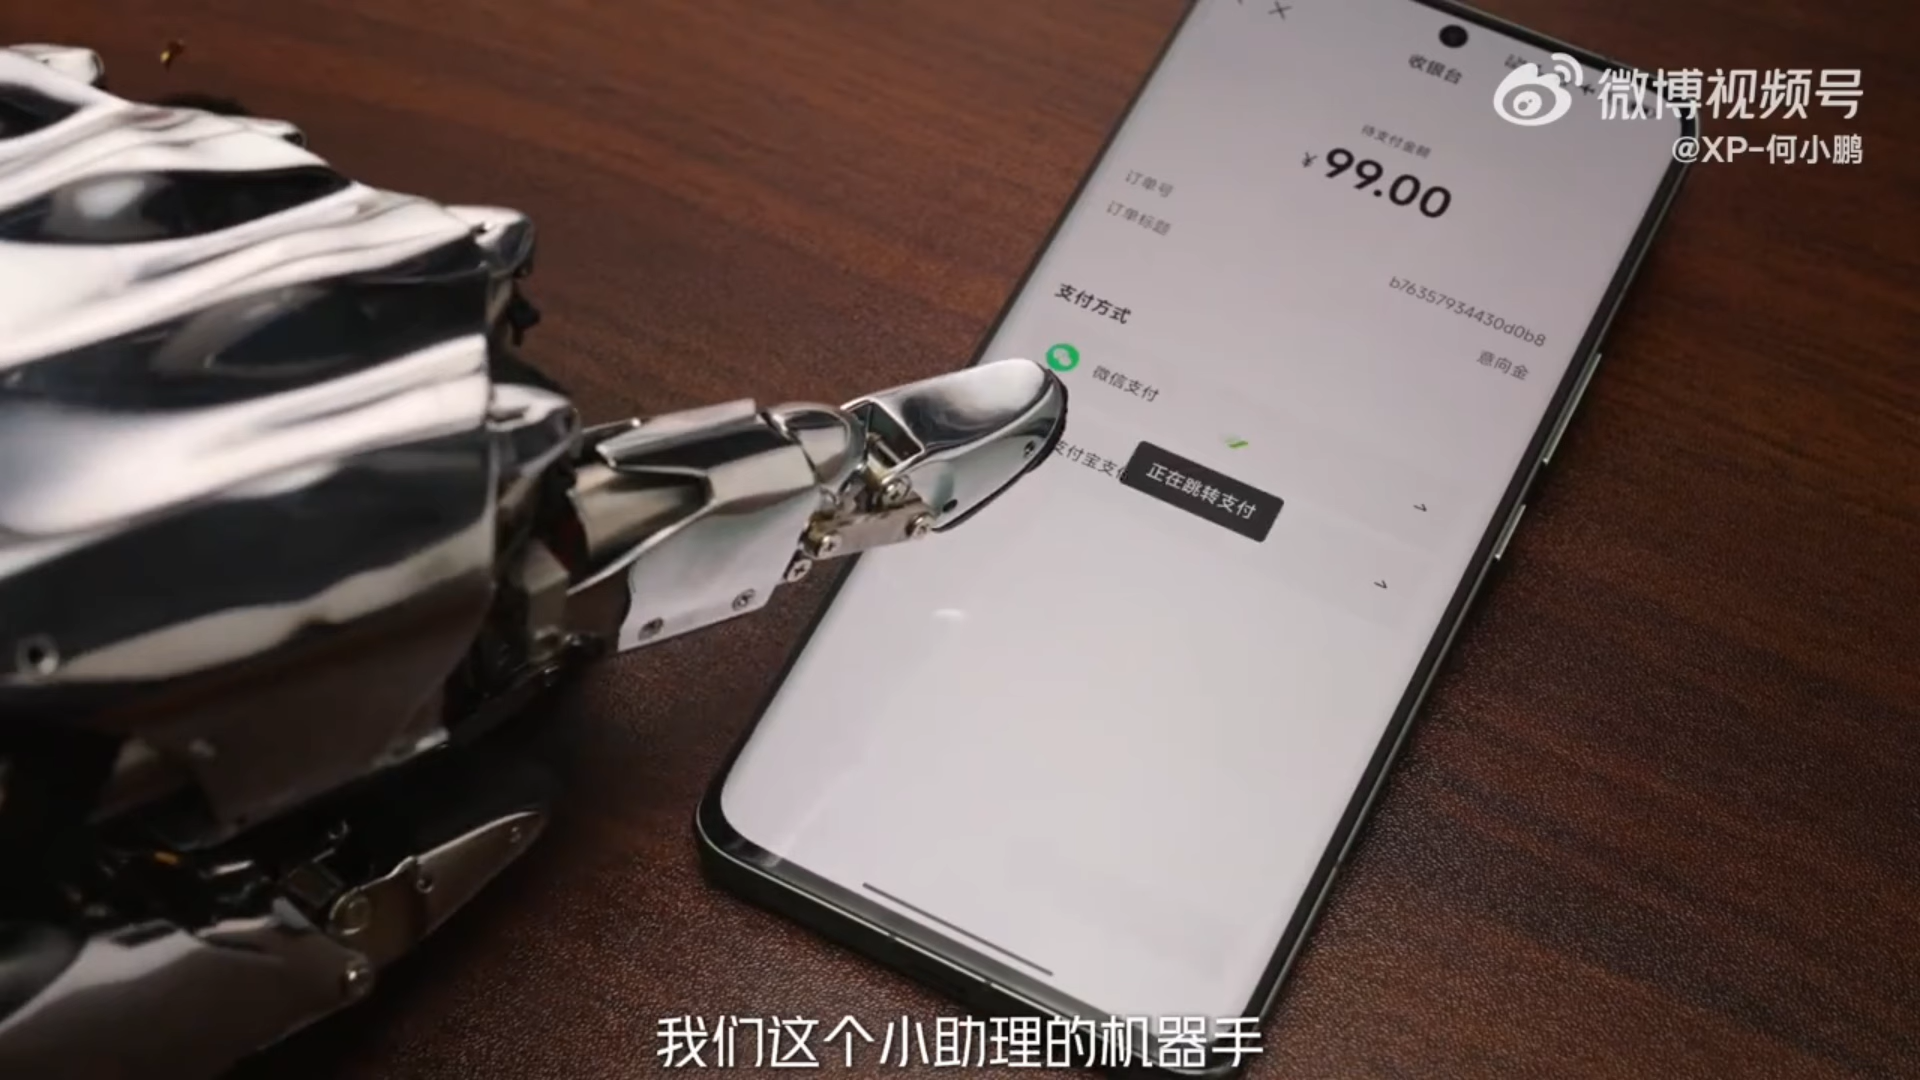 微博视频号
@XP-何小鹏
收银台
待支付金额
¥99.00
订单号
订单标题
b76357934430d0b8
意向金
支付方式
微信支付
支付宝支
正在跳转支付
我们这个小助理的机器手